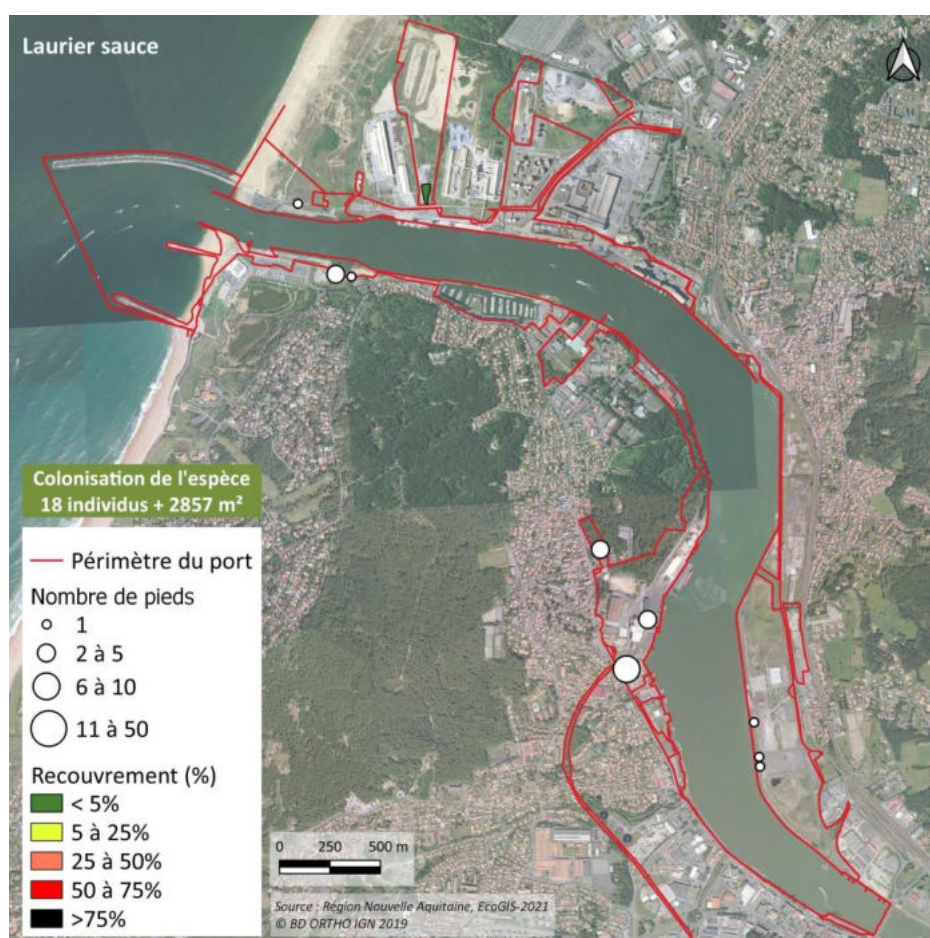 Laurier sauce
N
Colonisation de l'espèce
18 individus + 2857 m²
Périmètre du port
Nombre de pieds
1
2 à 5
6 à 10
11 à 50
Recouvrement (%)
< 5%
5 à 25%
25 à 50%
50 à 75%
>75%
0 250 500 m
Source : Région Nouvelle Aquitaine, EcoGIS-2021
© BD ORTHO IGN 2019